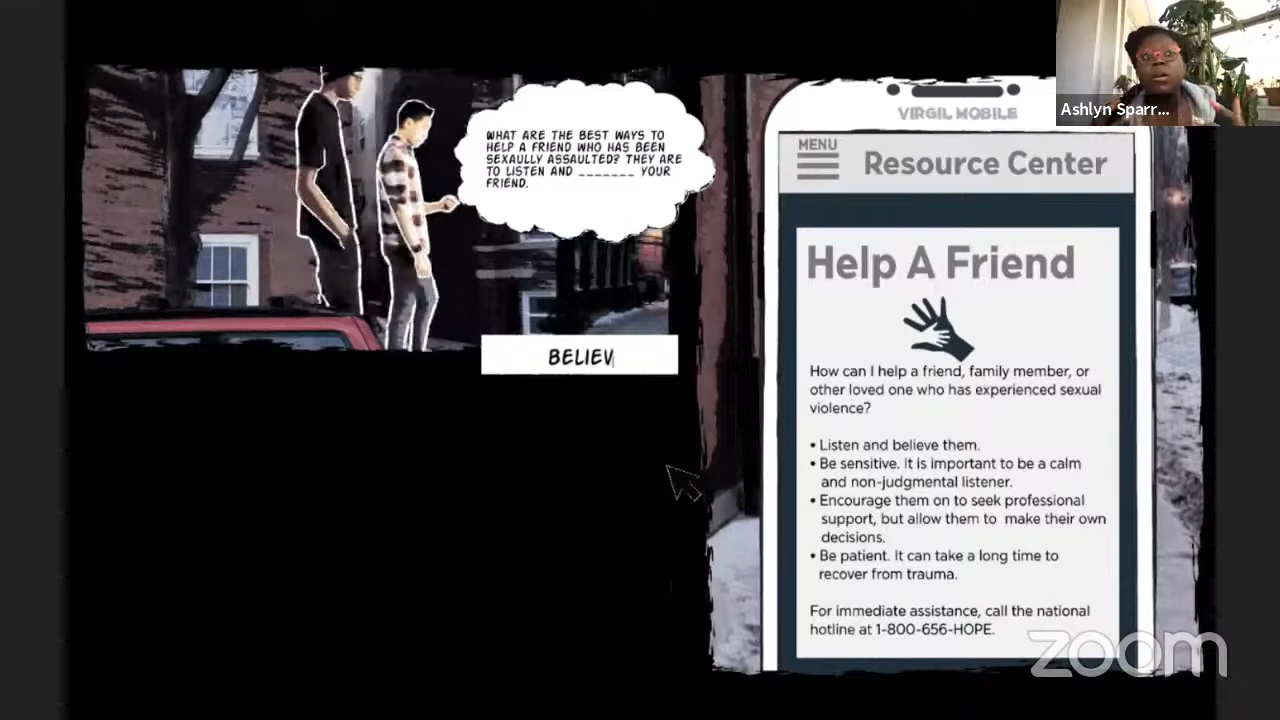 Ashlyn Sparr...
WHAT ARE THE BEST WAYS TO
HELP A FRIEND WHO HAS BEEN
SEXAULLY ASSAULTED? THEY ARE
TO LISTEN AND _______ YOUR
FRIEND.
BELIEV
VIRGIL MOBILE
MENU
Resource Center
Help A Friend
How can I help a friend, family member, or
other loved one who has experienced sexual
violence?
• Listen and believe them.
• Be sensitive. It is important to be a calm
and non-judgmental listener.
• Encourage them on to seek professional
support, but allow them to make their own
decisions.
• Be patient. It can take a long time to
recover from trauma.
For immediate assistance, call the national
hotline at 1-800-656-HOPE.
zoom